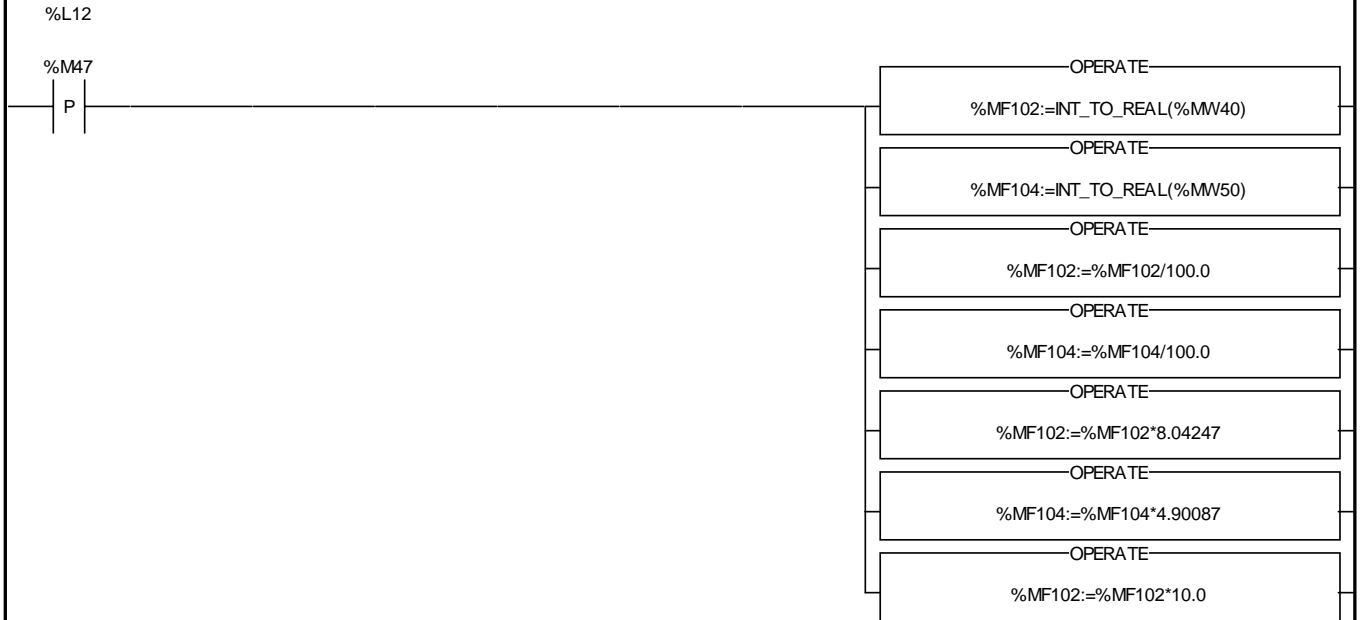 %L12
%M47
P
OPERATE
%MF102:=INT_TO_REAL(%MW40)
OPERATE
%MF104:=INT_TO_REAL(%MW50)
OPERATE
%MF102:=%MF102/100.0
OPERATE
%MF104:=%MF104/100.0
OPERATE
%MF102:=%MF102*8.04247
OPERATE
%MF104:=%MF104*4.90087
OPERATE
%MF102:=%MF102*10.0